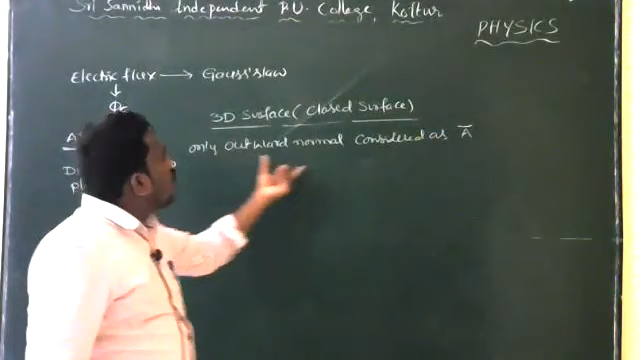 Sri Sannidhi Independent P.U. College, Kottur
PHYSICS
Electric flux → Gauss's law
ϕE
3D Surface (Closed Surface)
only outward normal Considered as A